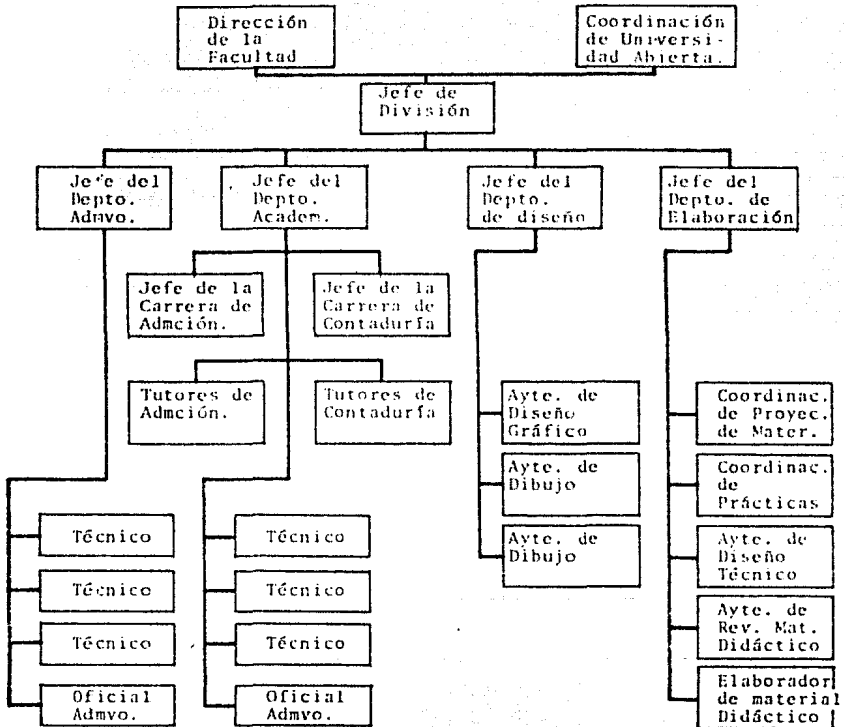 Dirección
de la
Facultad
Coordinación
de Universi-
dad Abierta.
Jefe de
División
Jefe del
Depto.
Admvo.
Jefe del
Depto.
Academ.
Jefe del
Depto.
de diseño
Jefe del
Depto. de
Elaboración
Jefe de la
Carrera de
Admción.
Jefe de la
Carrera de
Contaduría
Tutores de
Admción.
Tutores de
Contaduría
Ayte. de
Diseño
Gráfico
Ayte. de
Dibujo
Ayte. de
Dibujo
Coordinac.
de Proyec.
de Mater.
Coordinac.
de
Prácticas
Ayte. de
Diseño
Técnico
Ayte. de
Rev. Mat.
Didáctico
Elaborador
de material
Didáctico
Técnico
Técnico
Técnico
Oficial
Admvo.
Técnico
Técnico
Técnico
Oficial
Admvo.